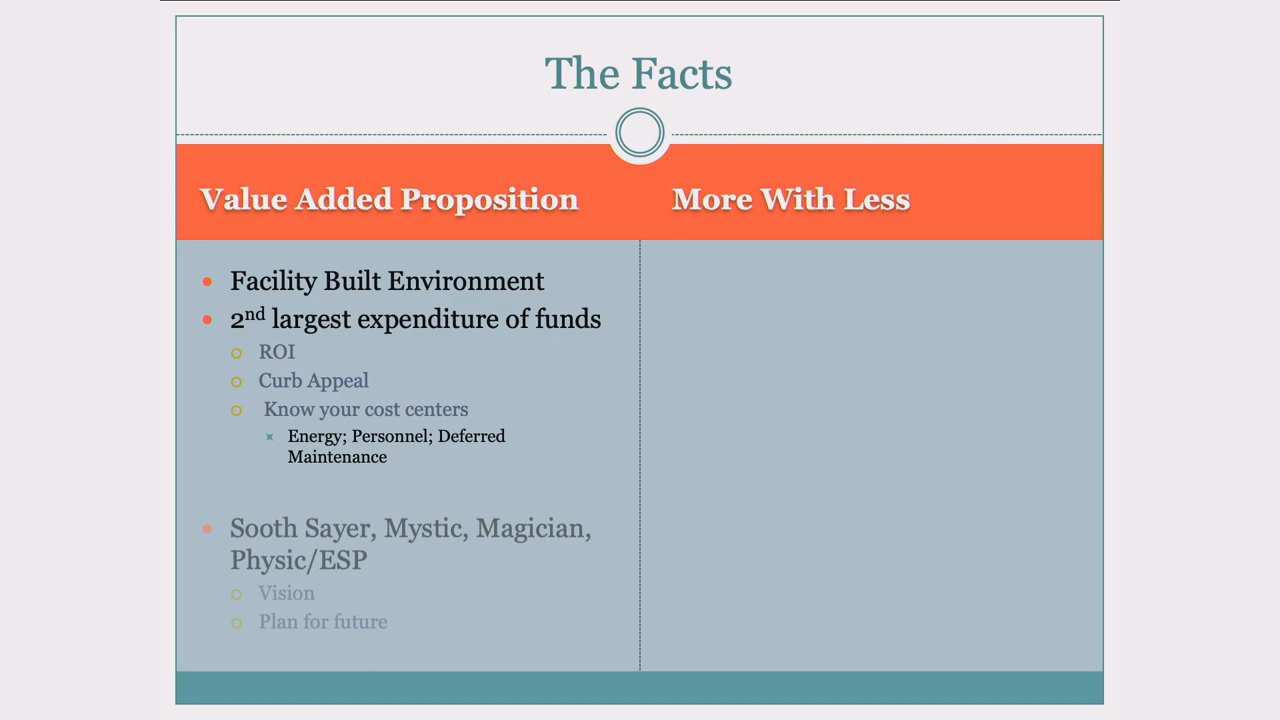 The Facts
Value Added Proposition
More With Less
Facility Built Environment
2nd largest expenditure of funds
ROI
Curb Appeal
Know your cost centers
Energy; Personnel; Deferred
Maintenance
Sooth Sayer, Mystic, Magician,
Physic/ESP
Vision
Plan for future